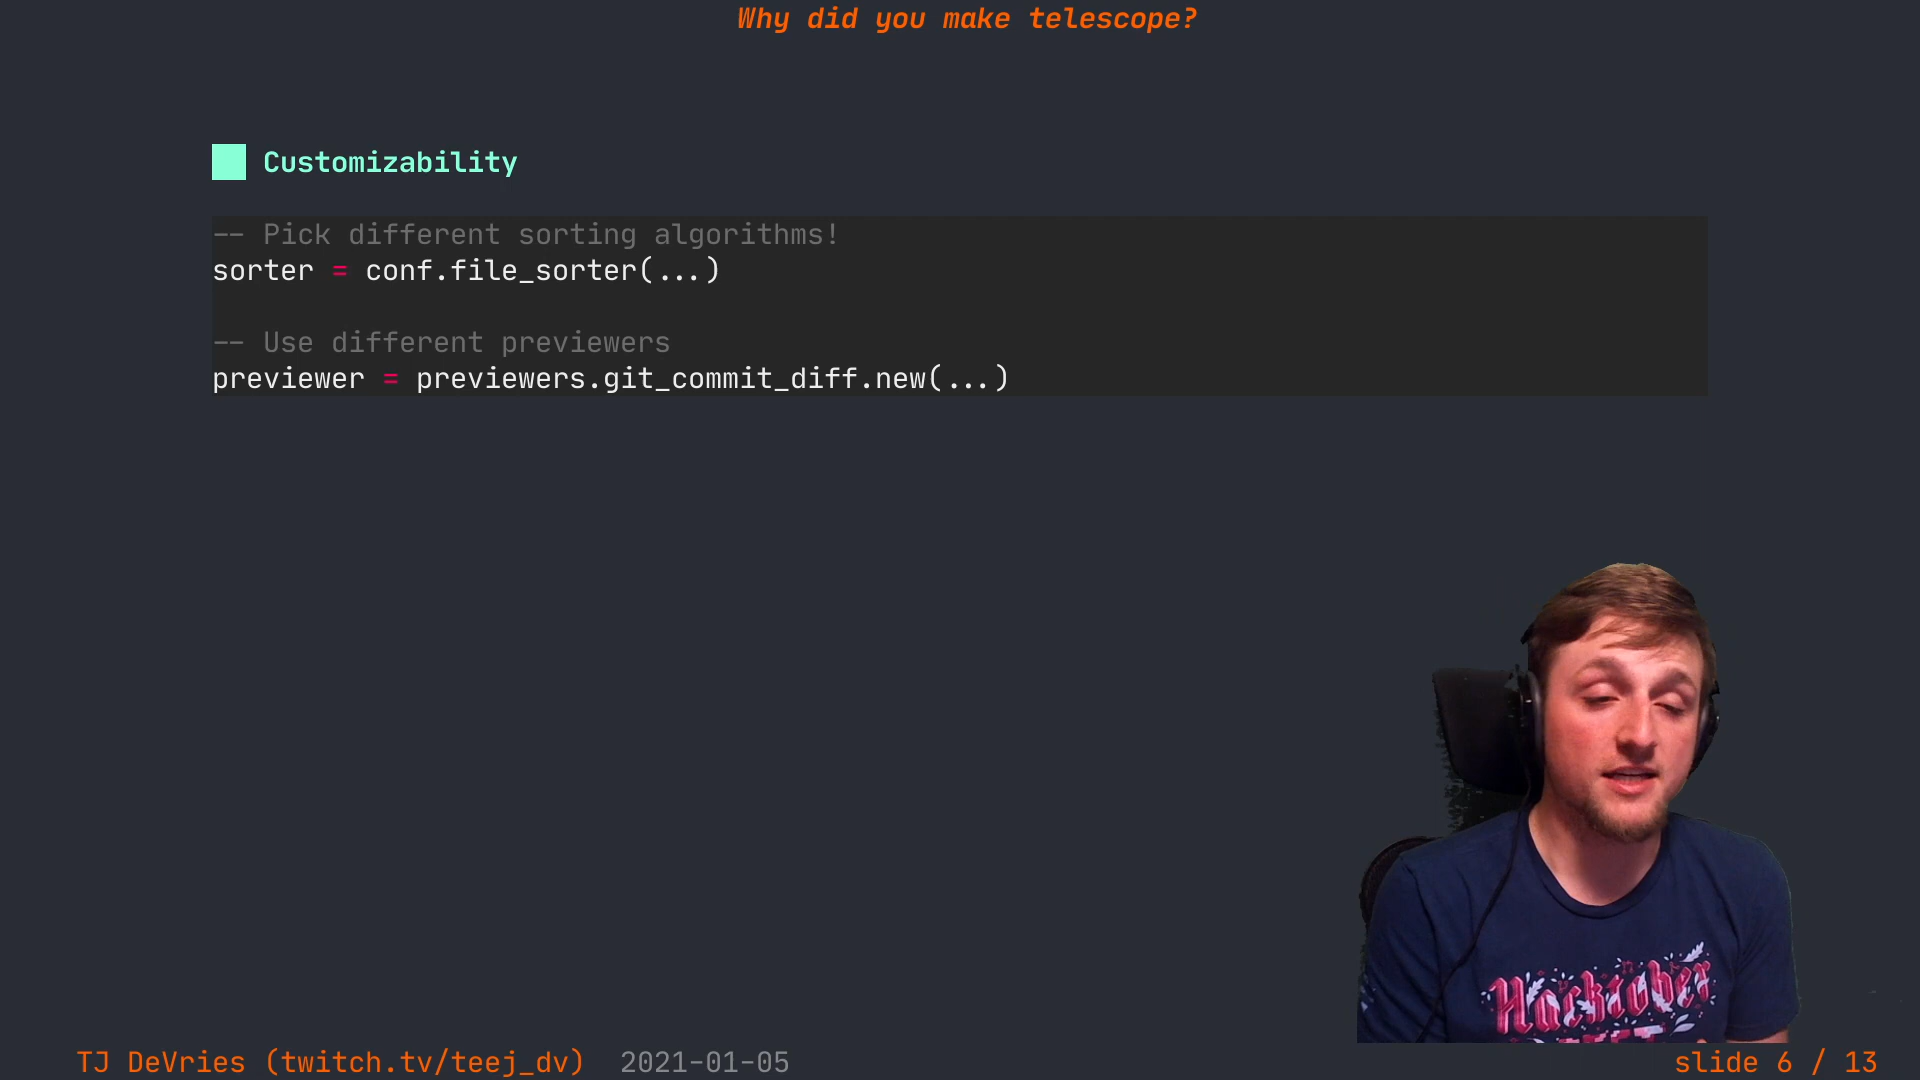 Why did you make telescope?
Customizability
-- Pick different sorting algorithms!
sorter = conf.file_sorter(...)
-- Use different previewers
previewer = previewers.git_commit_diff.new(...)
Hacktober
TJ DeVries (twitch.tv/teej_dv) 2021-01-05
slide 6 / 13